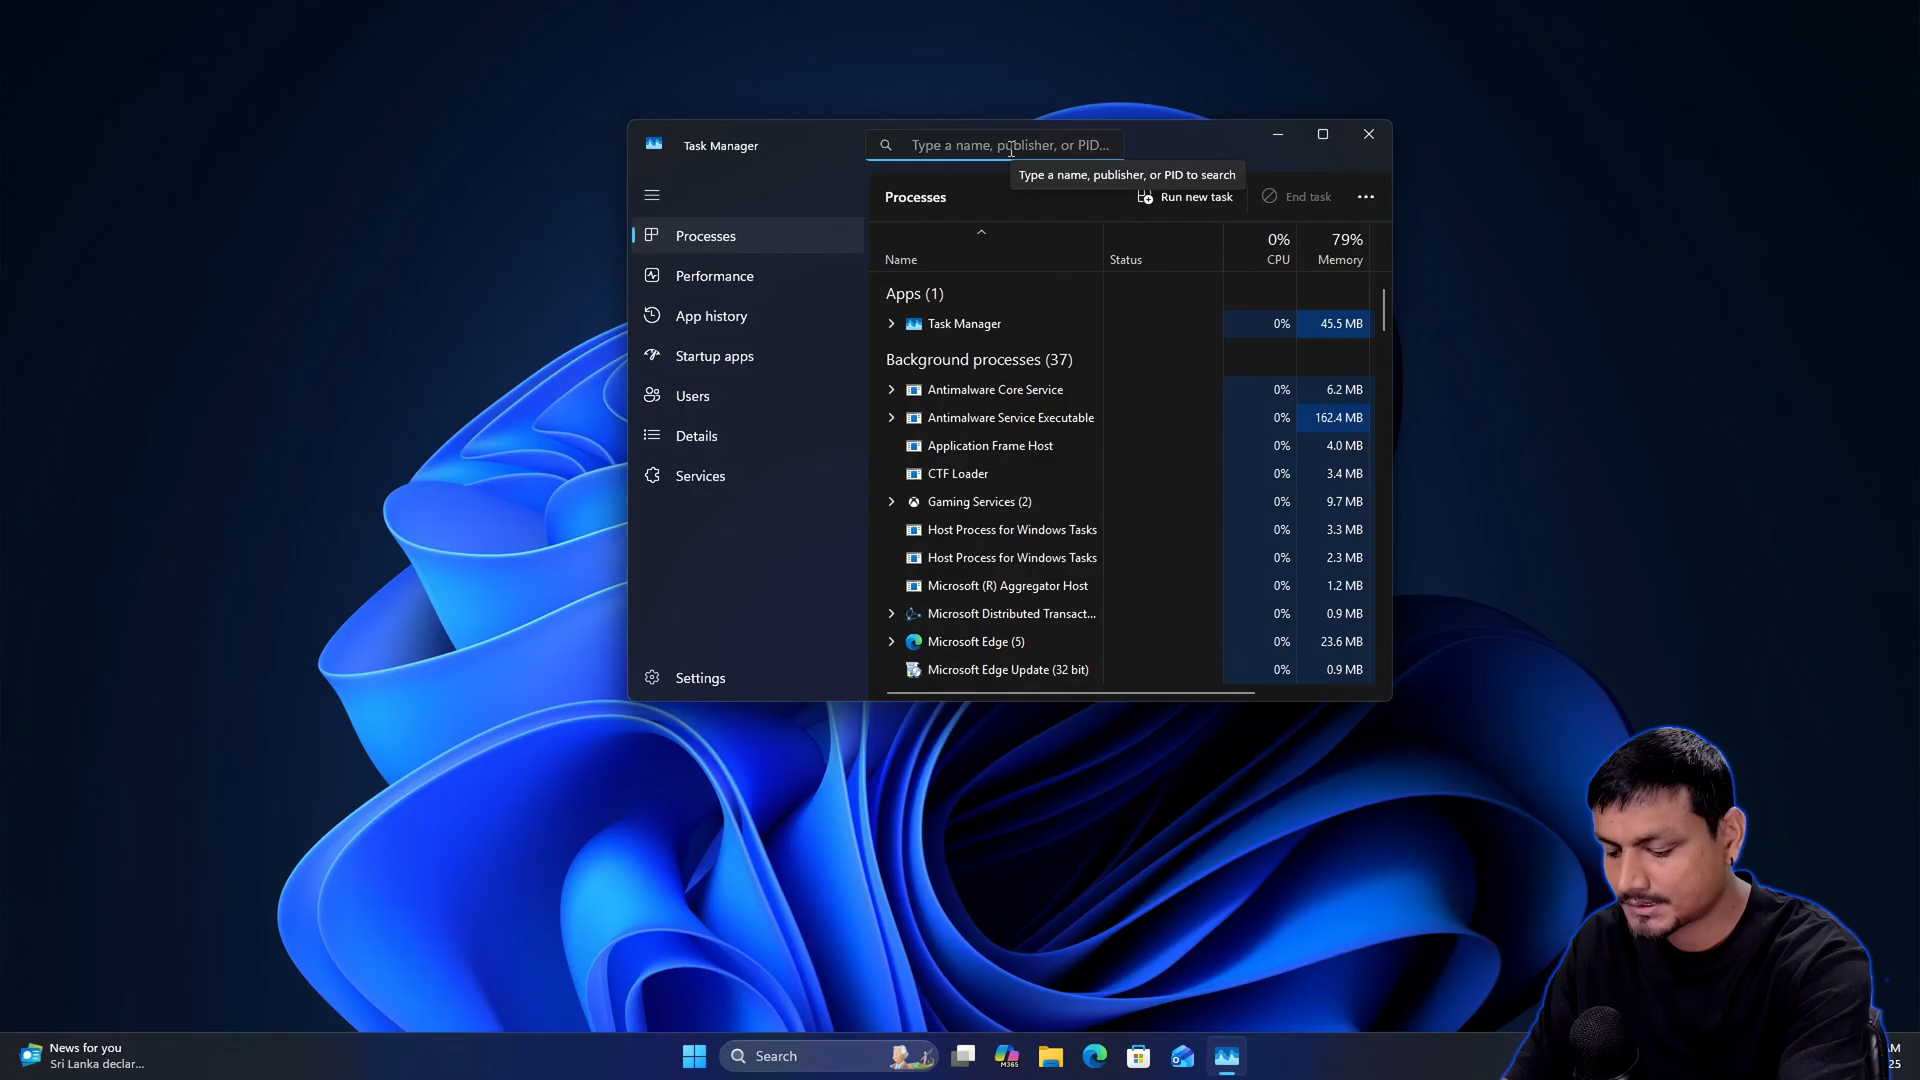 Task Manager
Type a name, publisher, or PID...
Type a name, publisher, or PID to search
Processes
Run new task
End task
Processes
Performance
App history
Startup apps
Users
Details
Services
Settings
0% 79%
Name Status CPU Memory
Apps (1)
Task Manager 0% 45.5 MB
Background processes (37)
Antimalware Core Service 0% 6.2 MB
Antimalware Service Executable 0% 162.4 MB
Application Frame Host 0% 4.0 MB
CTF Loader 0% 3.4 MB
Gaming Services (2) 0% 9.7 MB
Host Process for Windows Tasks 0% 3.3 MB
Host Process for Windows Tasks 0% 2.3 MB
Microsoft (R) Aggregator Host 0% 1.2 MB
Microsoft Distributed Transact... 0% 0.9 MB
Microsoft Edge (5) 0% 23.6 MB
Microsoft Edge Update (32 bit) 0% 0.9 MB
News for you
Sri Lanka declar...
Search
M365
25